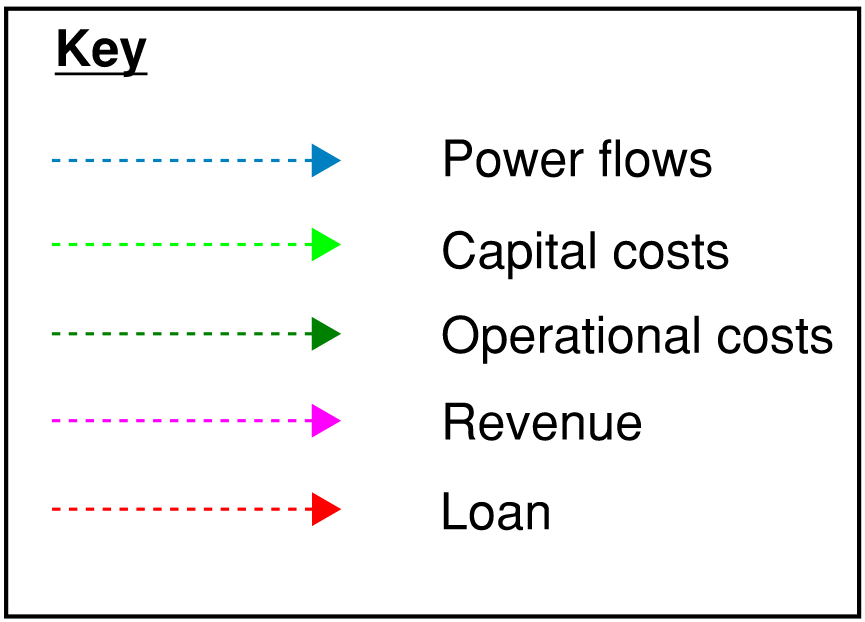 Key
Power flows
Capital costs
Operational costs
Revenue
Loan